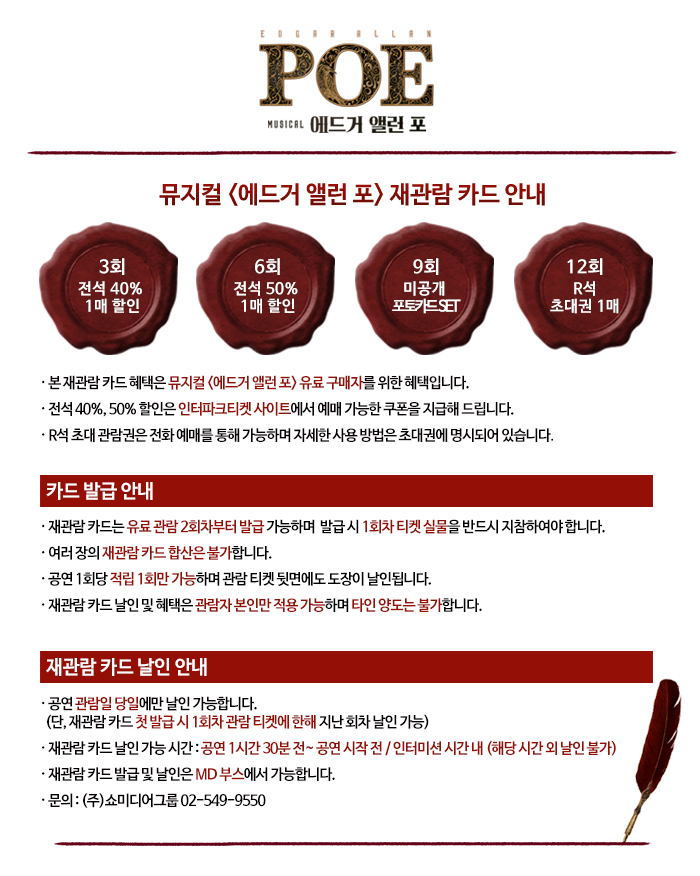 EDGAR ALLAN
POE
MUSICAL 에드거 앨런 포
뮤지컬 <에드거 앨런 포> 재관람 카드 안내
3회
전석 40%
1매 할인
6회
전석 50%
1매 할인
9회
미공개
포토카드 SET
12회
R석
초대권 1매
· 본 재관람 카드 혜택은 뮤지컬 <에드거 앨런 포> 유료 구매자를 위한 혜택입니다.
· 전석 40%, 50% 할인은 인터파크티켓 사이트에서 예매 가능한 쿠폰을 지급해 드립니다.
· R석 초대 관람권은 전화 예매를 통해 가능하며 자세한 사용 방법은 초대권에 명시되어 있습니다.
카드 발급 안내
· 재관람 카드는 유료 관람 2회차부터 발급 가능하며 발급 시 1회차 티켓 실물을 반드시 지참하여야 합니다.
· 여러 장의 재관람 카드 합산은 불가합니다.
· 공연 1회당 적립 1회만 가능하며 관람 티켓 뒷면에도 도장이 날인됩니다.
· 재관람 카드 날인 및 혜택은 관람자 본인만 적용 가능하며 타인 양도는 불가합니다.
재관람 카드 날인 안내
· 공연 관람일 당일에만 날인 가능합니다.
(단, 재관람 카드 첫 발급 시 1회차 관람 티켓에 한해 지난 회차 날인 가능)
· 재관람 카드 날인 가능 시간 : 공연 1시간 30분 전~ 공연 시작 전 / 인터미션 시간 내 (해당 시간 외 날인 불가)
· 재관람 카드 발급 및 날인은 MD 부스에서 가능합니다.
· 문의 : (주)쇼미디어그룹 02-549-9550